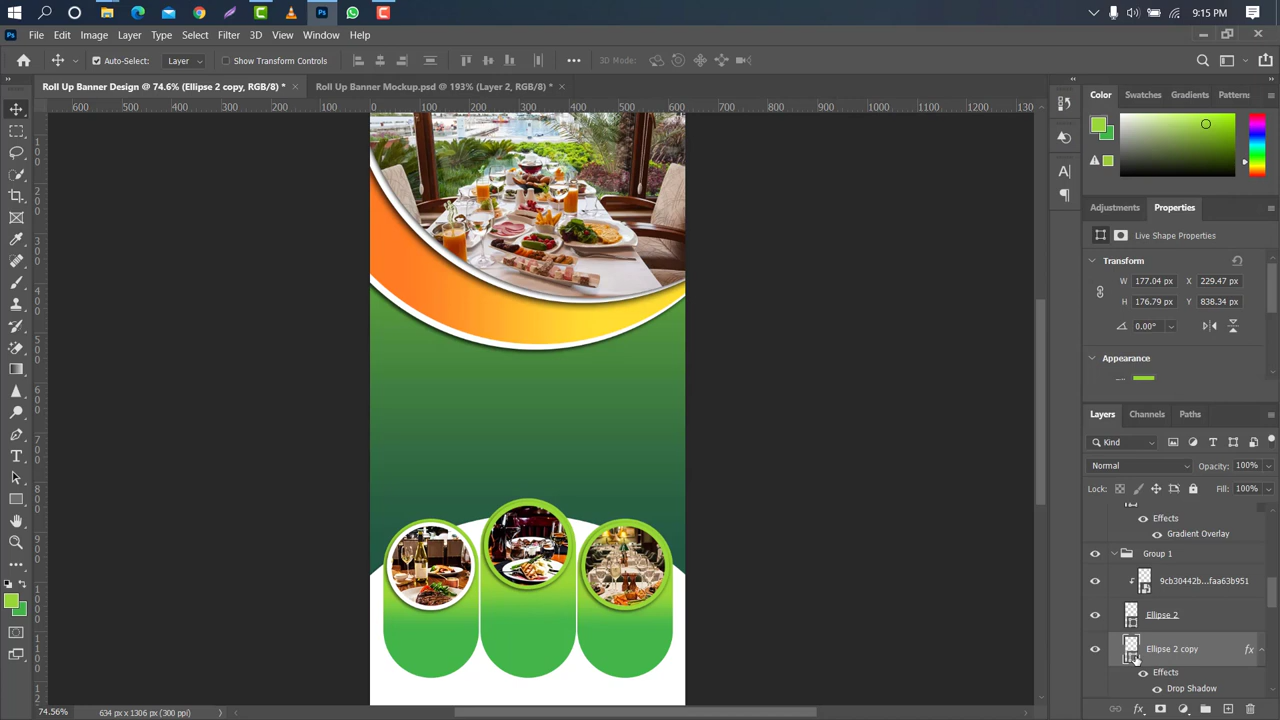 9:15 PM
Ps File Edit Image Layer Type Select Filter 3D View Window Help
Auto-Select: Layer Show Transform Controls 3D Mode:
Roll Up Banner Design @ 74.6% (Ellipse 2 copy, RGB/8) * Roll Up Banner Mockup.psd @ 193% (Layer 2, RGB/8) *
600 500 400 300 200 100 0 100 200 300 400 500 600 700 800 900 1000 1100 1200 130
Color Swatches Gradients Patterns
Adjustments Properties
Live Shape Properties
Transform
W 177.04 px X 229.47 px
H 176.79 px Y 838.34 px
0.00°
Appearance
Layers Channels Paths
Kind
Normal Opacity: 100%
Lock: Fill: 100%
Effects
Gradient Overlay
Group 1
9cb30442b...faa63b951
Ellipse 2
Ellipse 2 copy fx
Effects
Drop Shadow
74.56% 634 px x 1306 px (300 ppi)